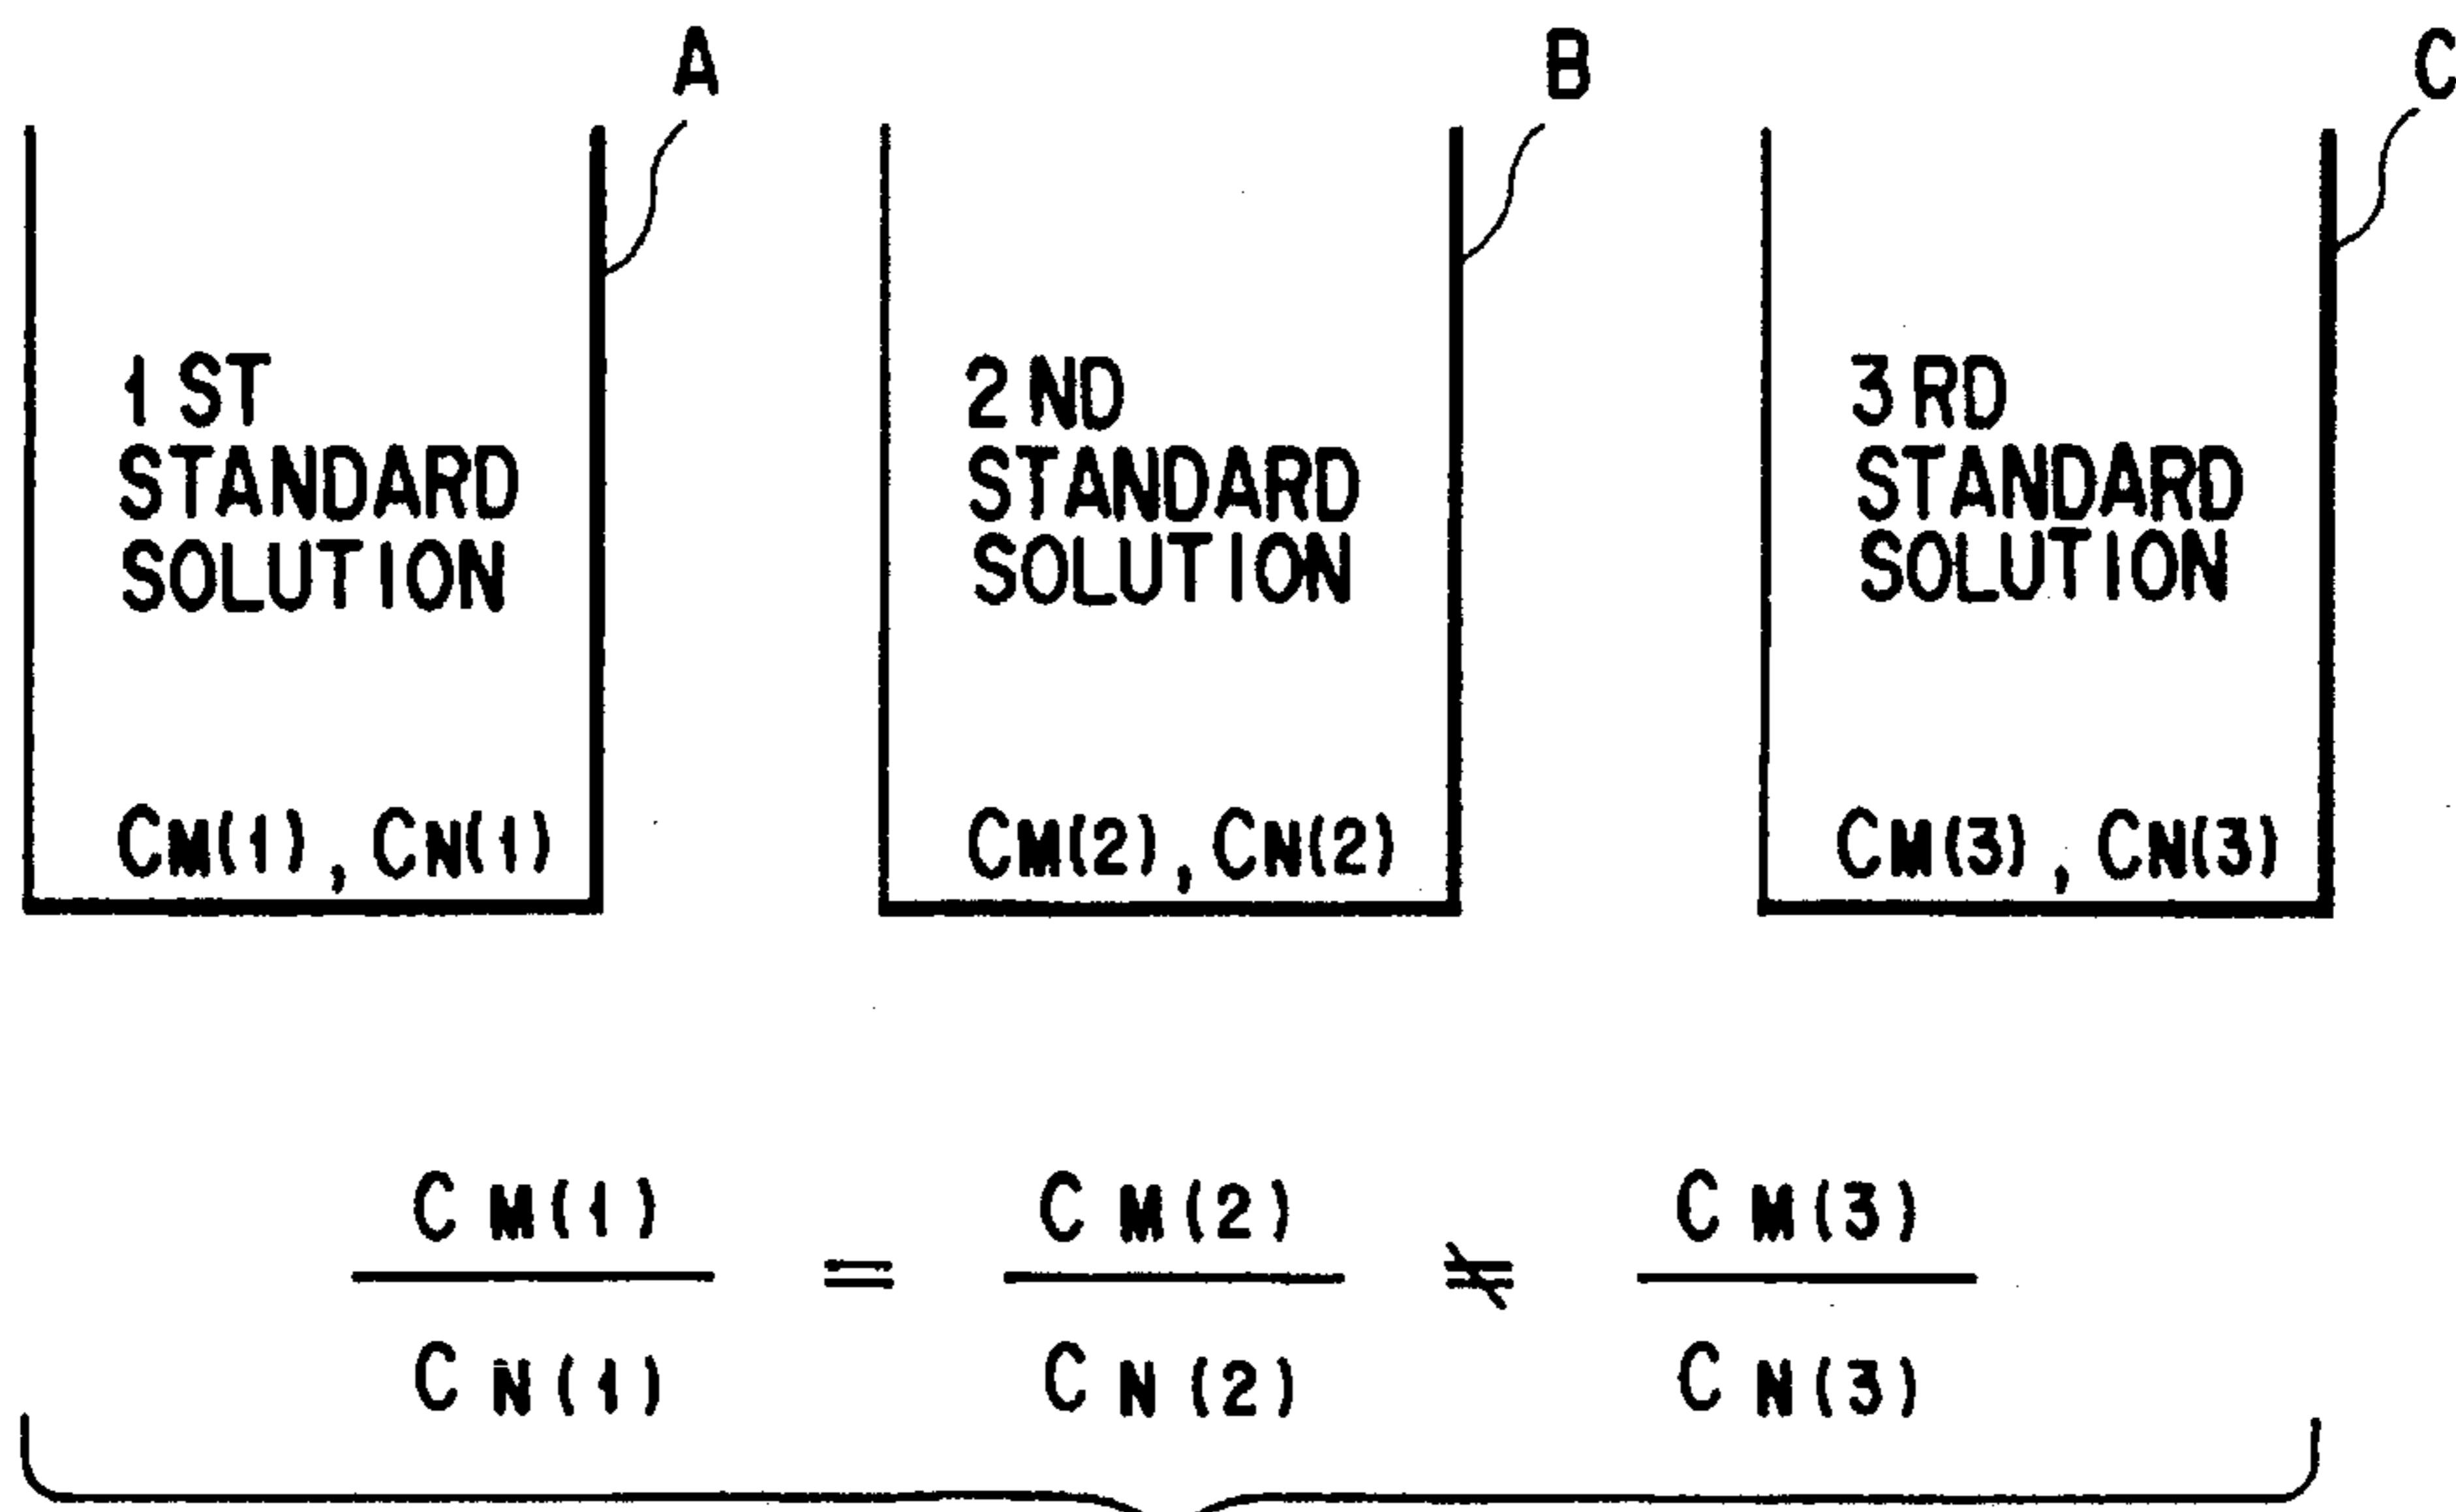 A
B
C
1 ST
STANDARD
SOLUTION
CM(1), CN(1)
2 ND
STANDARD
SOLUTION
CM(2), CN(2)
3 RD
STANDARD
SOLUTION
CM(3), CN(3)
CM(1) / CN(1) = CM(2) / CN(2) ≠ CM(3) / CN(3)